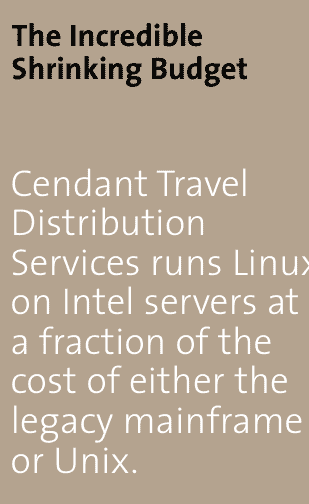 The Incredible
Shrinking Budget
Cendant Travel
Distribution
Services runs Linux
on Intel servers at
a fraction of the
cost of either the
legacy mainframe
or Unix.